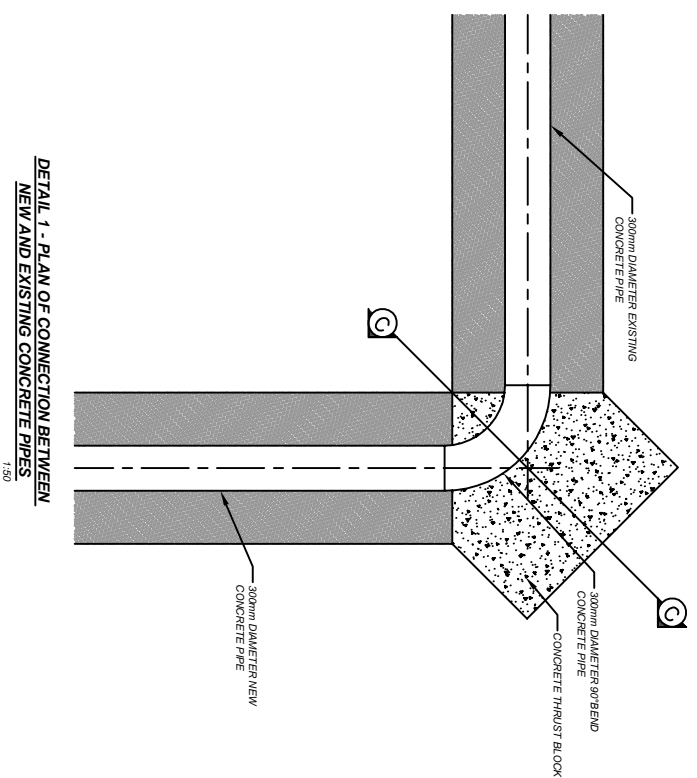 300mm DIAMETER EXISTING
CONCRETE PIPE
C
C
300mm DIAMETER 90° BEND
CONCRETE PIPE
CONCRETE THRUST BLOCK
300mm DIAMETER NEW
CONCRETE PIPE
DETAIL 1 - PLAN OF CONNECTION BETWEEN
NEW AND EXISTING CONCRETE PIPES
1:50